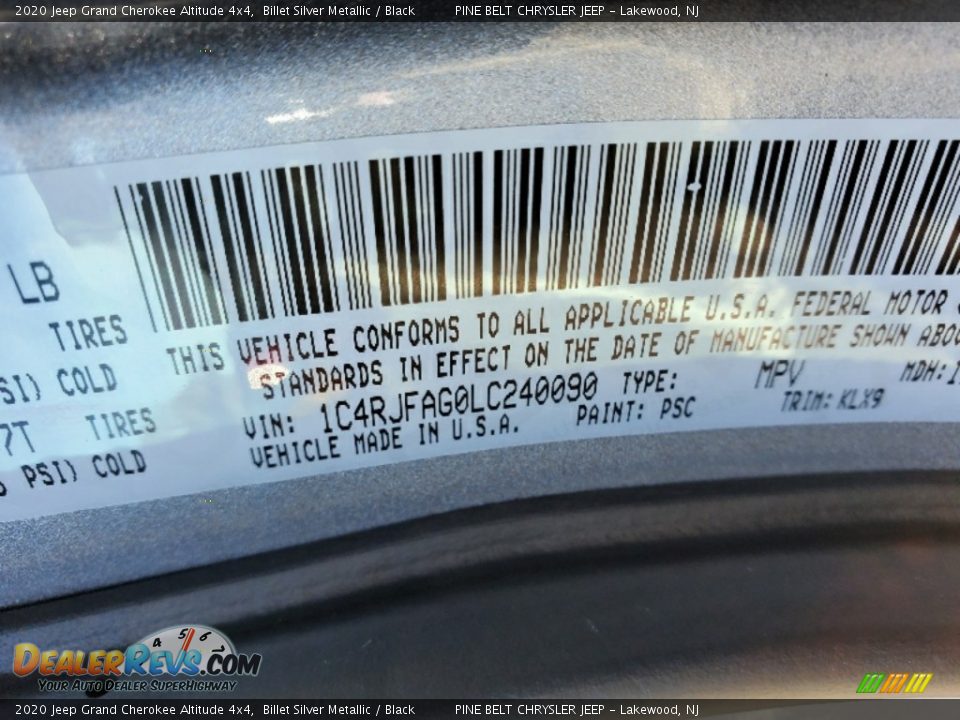 2020 Jeep Grand Cherokee Altitude 4x4, Billet Silver Metallic / Black PINE BELT CHRYSLER JEEP - Lakewood, NJ
LB
TIRES
COLD
TIRES
PSI) COLD
THIS VEHICLE CONFORMS TO ALL APPLICABLE U.S.A. FEDERAL MOTOR
STANDARDS IN EFFECT ON THE DATE OF MANUFACTURE SHOWN
VIN: 1C4RJFAG0LC240090 TYPE: MPV MDH:
VEHICLE MADE IN U.S.A. PAINT: PSC TRIM: KLX9
4 5 6
DEALERREVS.COM
YOUR AUTO DEALER SUPERHIGHWAY
2020 Jeep Grand Cherokee Altitude 4x4, Billet Silver Metallic / Black PINE BELT CHRYSLER JEEP - Lakewood, NJ